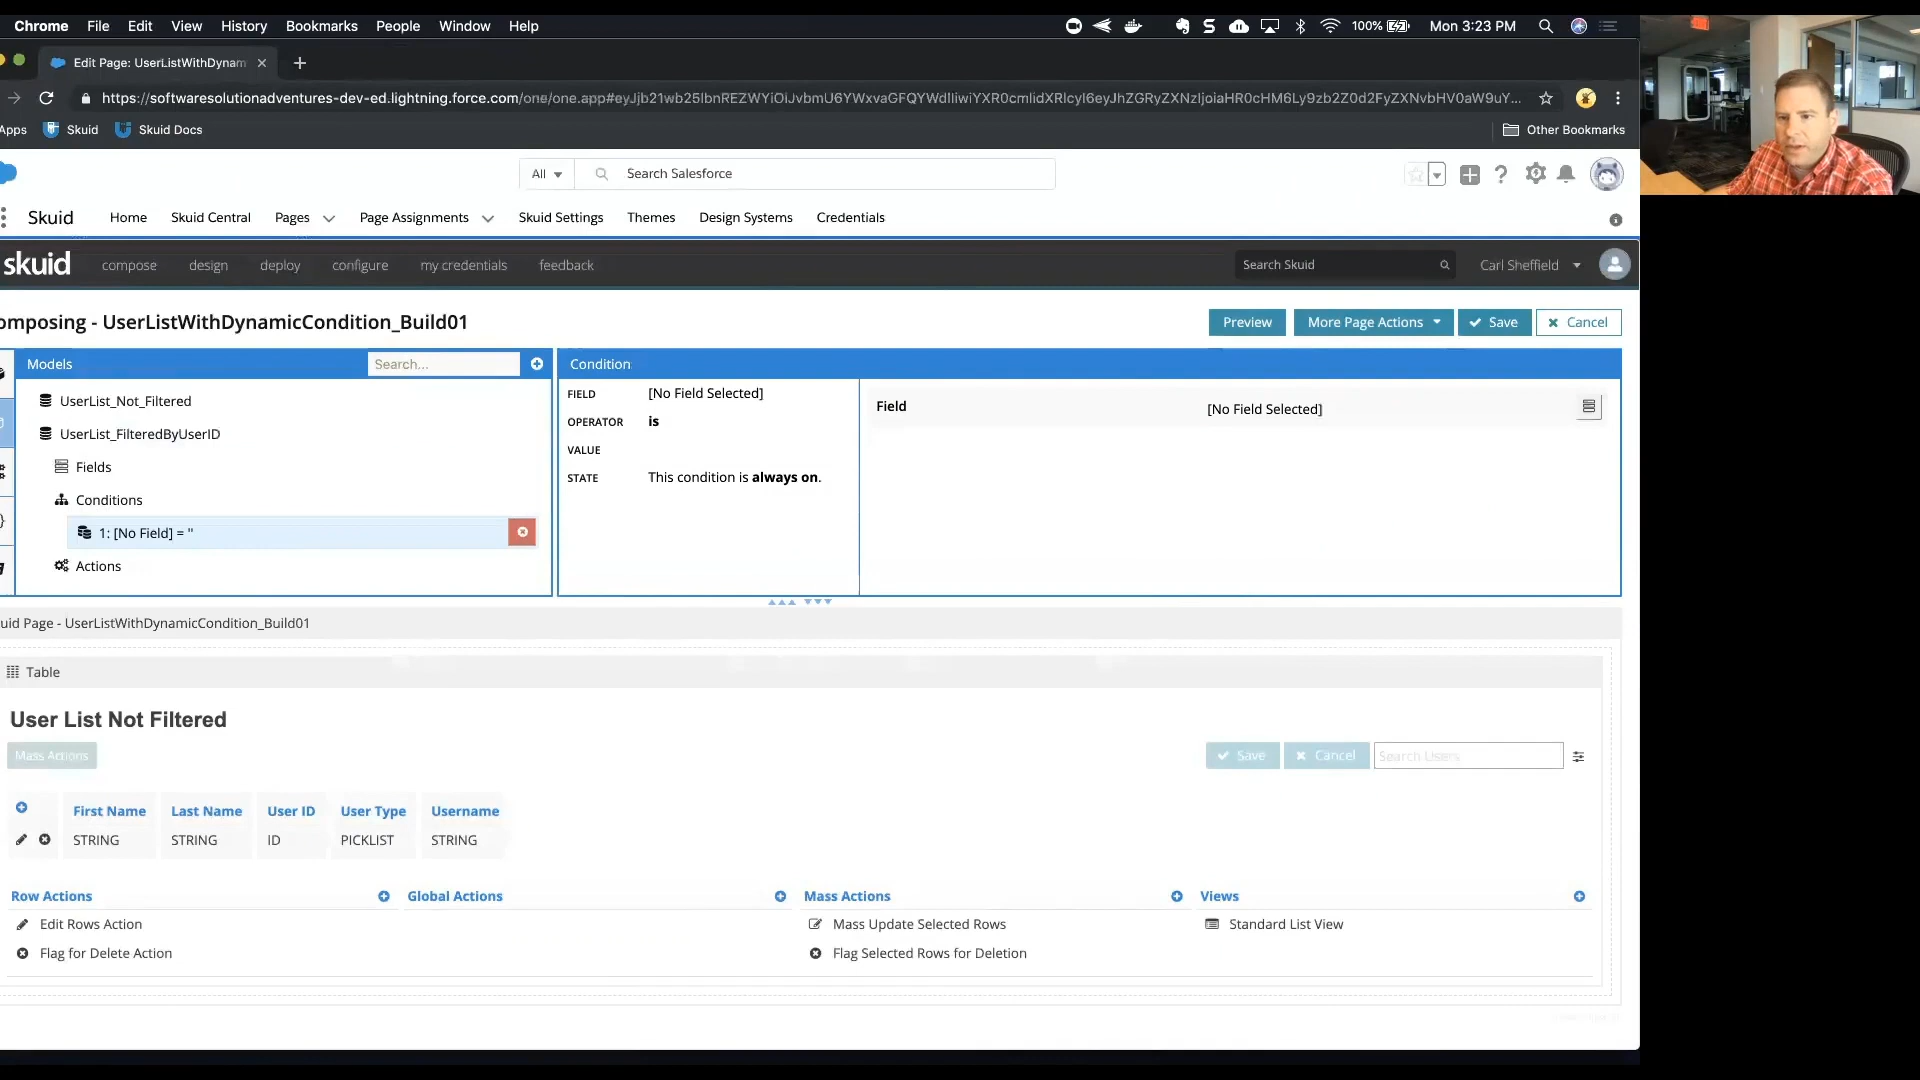 Chrome File Edit View History Bookmarks People Window Help 100% Mon 3:23 PM
Edit Page: UserListWithDynam
https://softwaresolutionadventures-dev-ed.lightning.force.com/one/one.app#
Apps Skuid Skuid Docs Other Bookmarks
All Search Salesforce
Skuid Home Skuid Central Pages Page Assignments Skuid Settings Themes Design Systems Credentials
skuid compose design deploy configure my credentials feedback Search Skuid Carl Sheffield
omposing - UserListWithDynamicCondition_Build01 Preview More Page Actions Save Cancel
Models Search... Condition
UserList_Not_Filtered
UserList_FilteredByUserID
Fields
Conditions
1: [No Field] = ''
Actions
FIELD [No Field Selected]
OPERATOR is
VALUE
STATE This condition is always on.
Field [No Field Selected]
uid Page - UserListWithDynamicCondition_Build01
Table
User List Not Filtered
Mass Actions Save Cancel Search Users
First Name Last Name User ID User Type Username
STRING STRING ID PICKLIST STRING
Row Actions Global Actions Mass Actions Views
Edit Rows Action Mass Update Selected Rows Standard List View
Flag for Delete Action Flag Selected Rows for Deletion